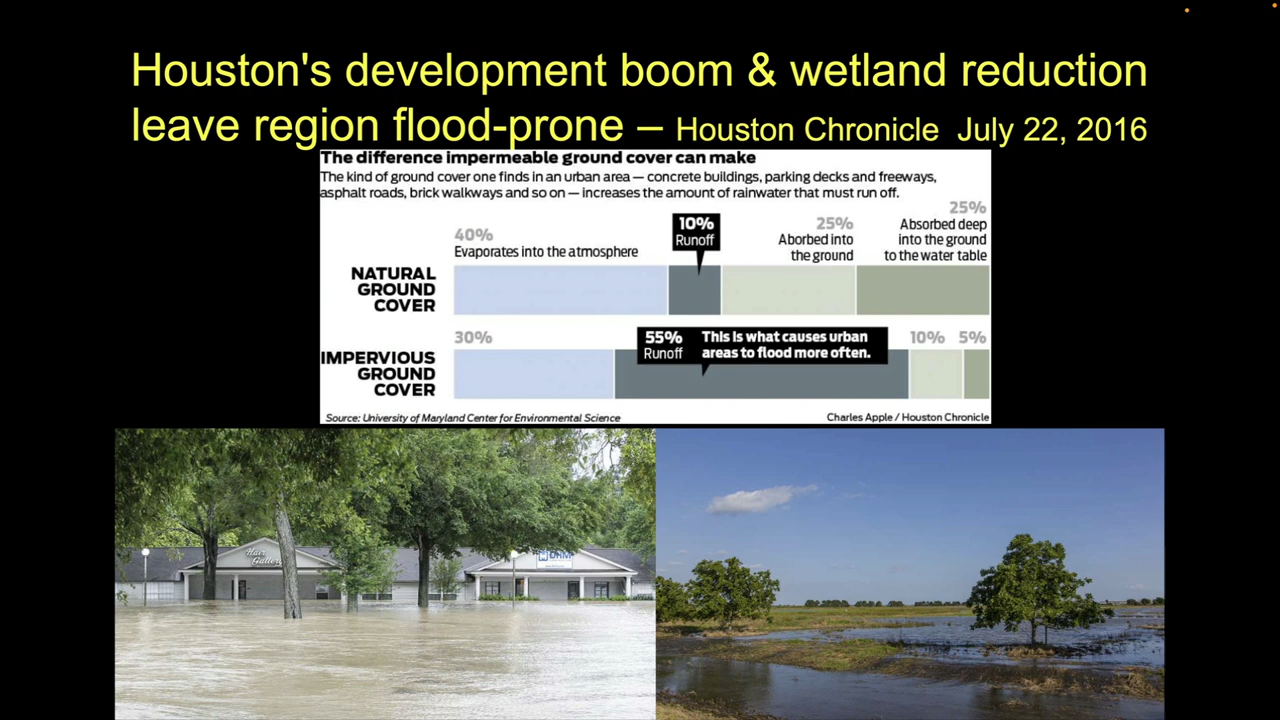 Houston's development boom & wetland reduction
leave region flood-prone – Houston Chronicle July 22, 2016
The difference impermeable ground cover can make
The kind of ground cover one finds in an urban area — concrete buildings, parking decks and freeways,
asphalt roads, brick walkways and so on — increases the amount of rainwater that must run off.
40%
Evaporates into the atmosphere
10%
Runoff
25%
Aborbed into
the ground
25%
Absorbed deep
into the ground
to the water table
NATURAL
GROUND
COVER
30%
55%
Runoff
This is what causes urban
areas to flood more often.
10%
5%
IMPERVIOUS
GROUND
COVER
Source: University of Maryland Center for Environmental Science
Charles Apple / Houston Chronicle
Hair
Gallery